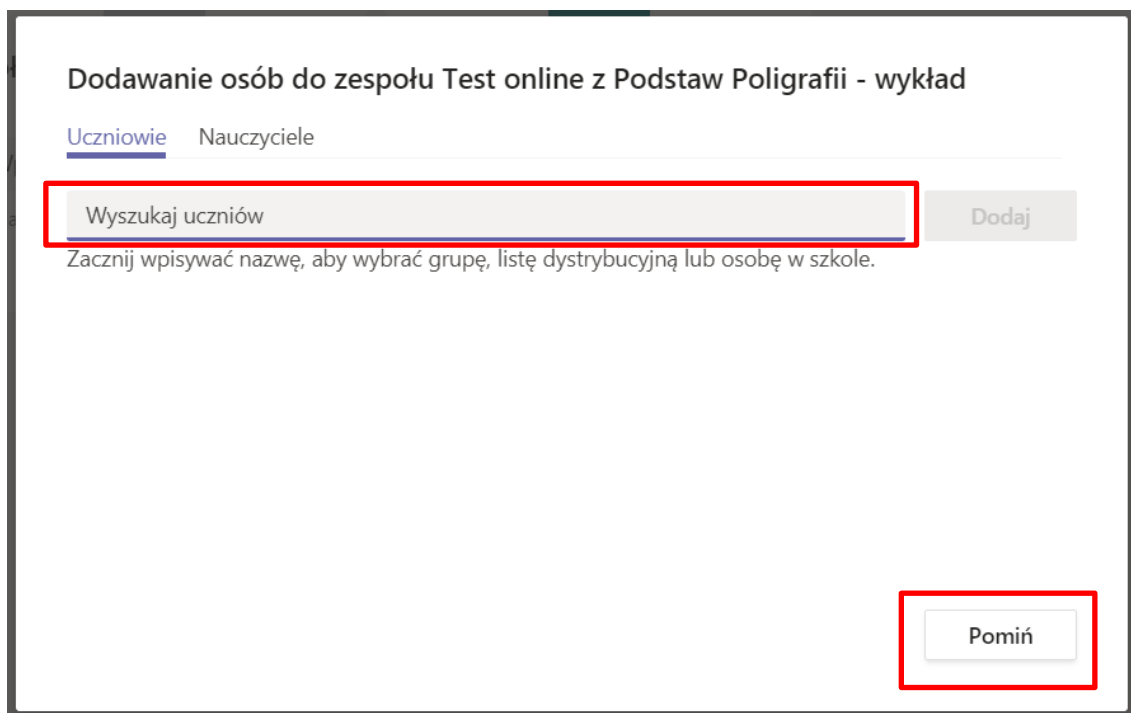 Dodawanie osób do zespołu Test online z Podstaw Poligrafii - wykład
Uczniowie Nauczyciele
Wyszukaj uczniów Dodaj
Zacznij wpisywać nazwę, aby wybrać grupę, listę dystrybucyjną lub osobę w szkole.
Pomiń